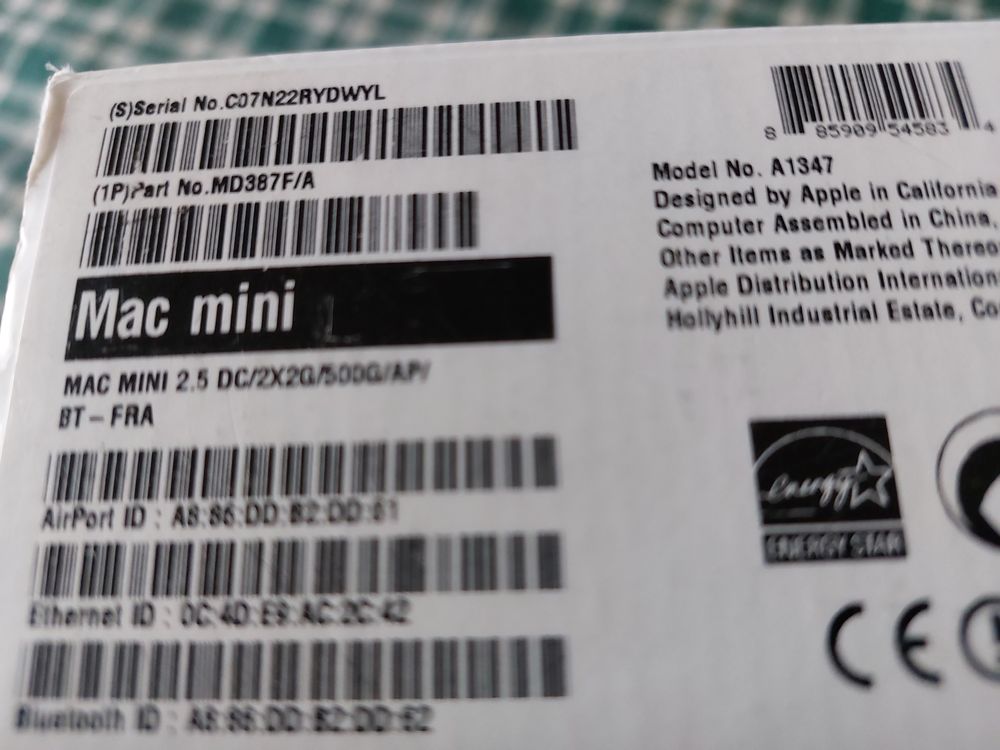 (S)Serial No.C07N22RYDWYL
(1P)Part No.MD387F/A
Mac mini
MAC MINI 2.5 DC/2X2G/500G/AP/
BT – FRA
AirPort ID : A8:86:DD:B2:DD:61
Ethernet ID : 0C:4D:E9:AC:2C:42
Bluetooth ID : A8:86:DD:B2:DD:62
8 85909 54583 4
Model No. A1347
Designed by Apple in California
Computer Assembled in China,
Other Items as Marked Thereo
Apple Distribution Internation
Hollyhill Industrial Estate, Co
energy
ENERGY STAR
CE